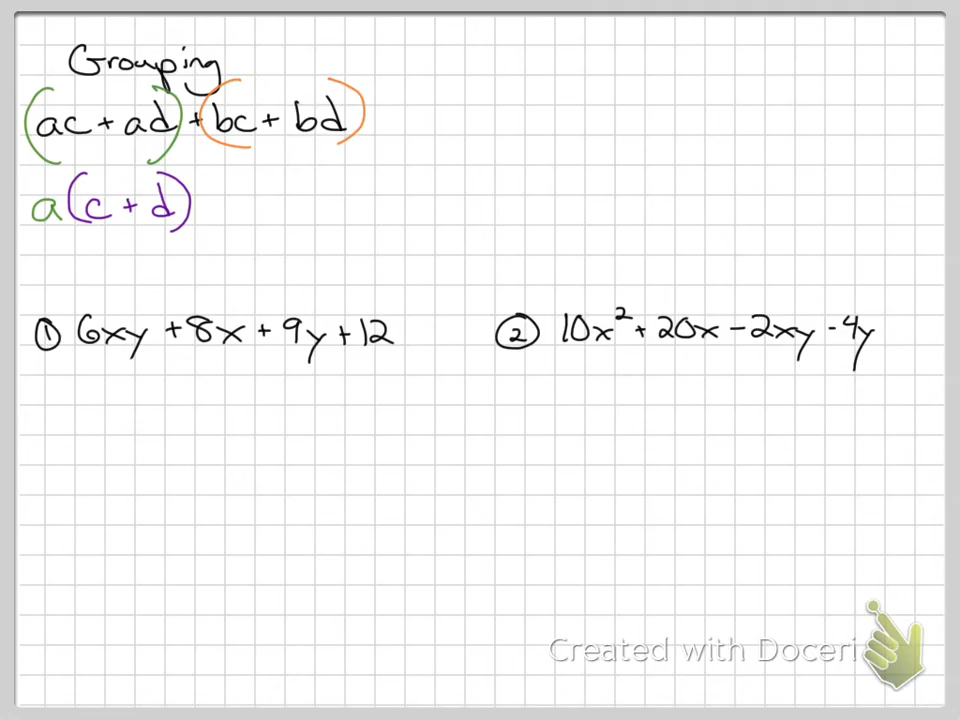 Grouping
(ac + ad) + (bc + bd)
a(c + d)
① 6xy + 8x + 9y + 12
② 10x² + 20x - 2xy - 4y
Created with Doceri